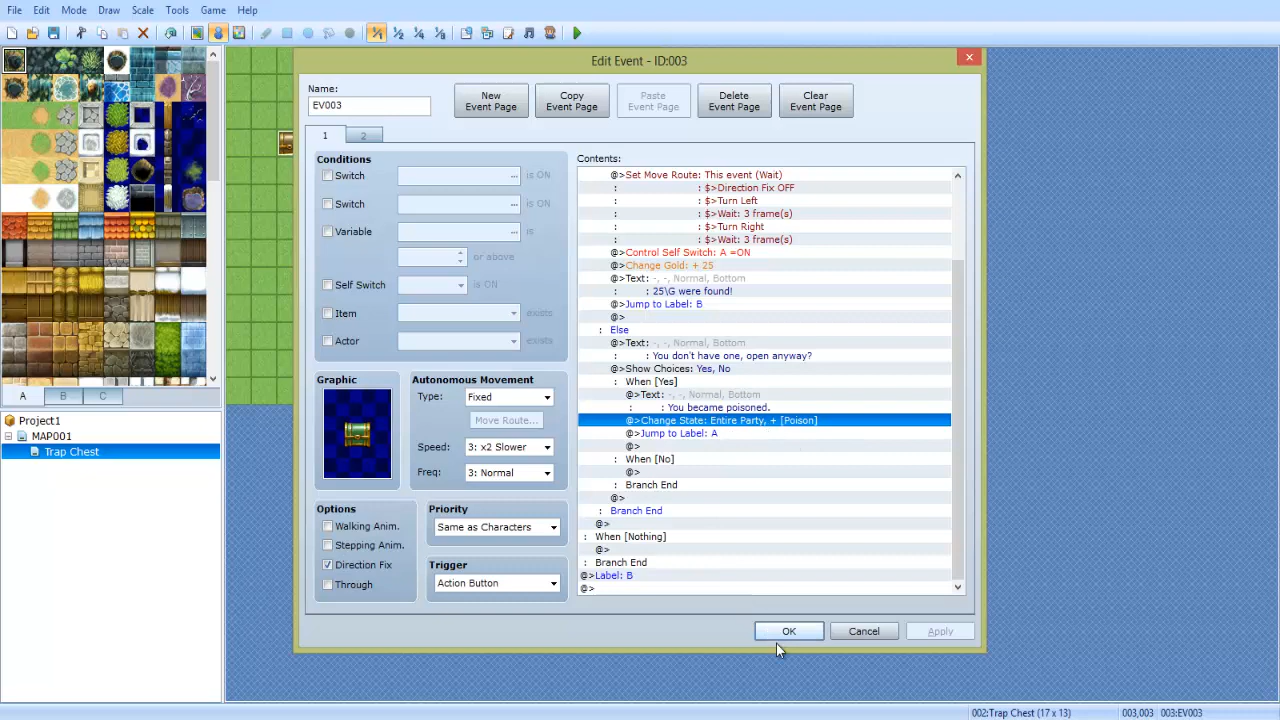 File Edit Mode Draw Scale Tools Game Help
1/1 1/2 1/4 1/8
Edit Event - ID:003
Name:
EV003
New
Event Page
Copy
Event Page
Paste
Event Page
Delete
Event Page
Clear
Event Page
1 2
Conditions
Switch ... is ON
Switch ... is ON
Variable ... is
or above
Self Switch is ON
Item exists
Actor exists
Graphic
Autonomous Movement
Type: Fixed
Move Route...
Speed: 3: x2 Slower
Freq: 3: Normal
Options
Walking Anim.
Stepping Anim.
Direction Fix
Through
Priority
Same as Characters
Trigger
Action Button
Contents:
@>Set Move Route: This event (Wait)
: : $>Direction Fix OFF
: : $>Turn Left
: : $>Wait: 3 frame(s)
: : $>Turn Right
: : $>Wait: 3 frame(s)
@>Control Self Switch: A =ON
@>Change Gold: + 25
@>Text: -, -, Normal, Bottom
: : 25\G were found!
@>Jump to Label: B
@>
: Else
@>Text: -, -, Normal, Bottom
: : You don't have one, open anyway?
@>Show Choices: Yes, No
: When [Yes]
@>Text: -, -, Normal, Bottom
: : You became poisoned.
@>Change State: Entire Party, + [Poison]
@>Jump to Label: A
@>
: When [No]
@>
: Branch End
@>
: Branch End
@>
: When [Nothing]
@>
: Branch End
@>Label: B
@>
OK Cancel Apply
A B C
Project1
MAP001
Trap Chest
002:Trap Chest (17 x 13) 003,003 003:EV003